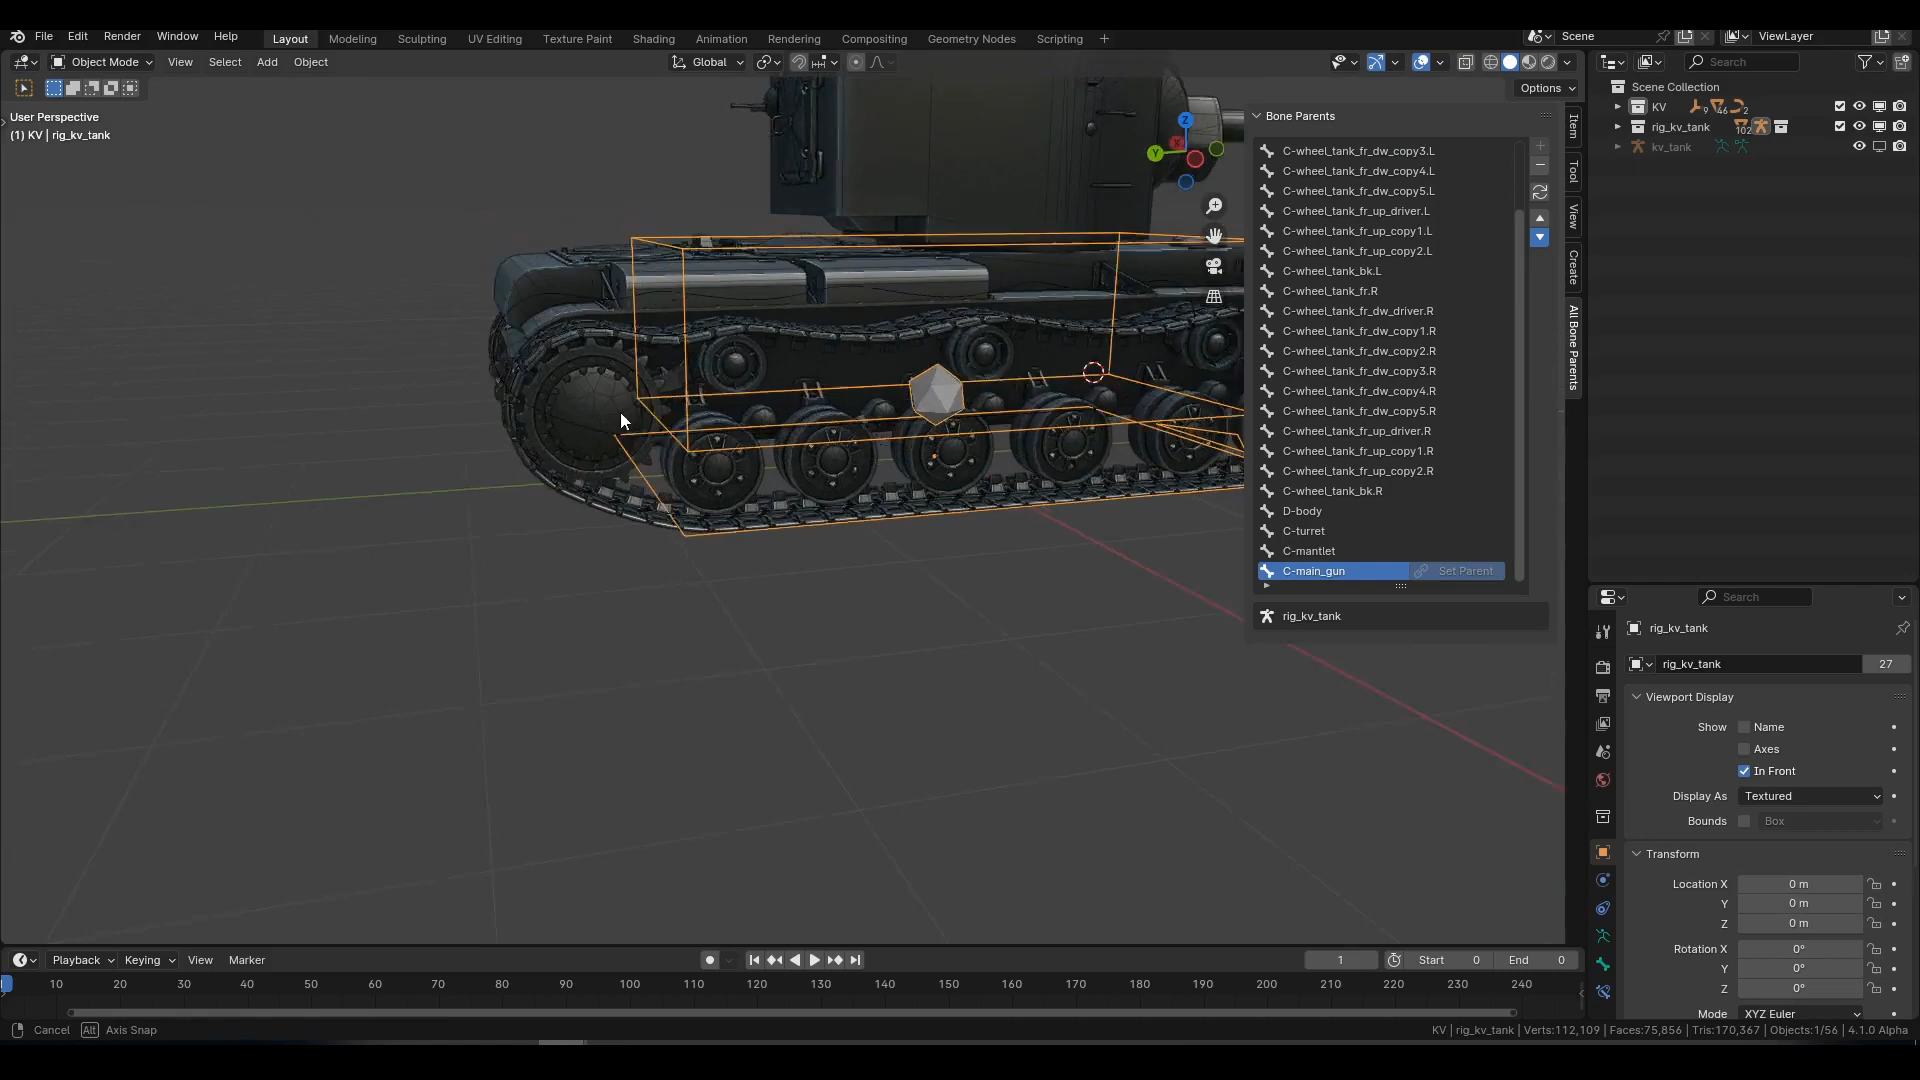 File Edit Render Window Help
Layout Modeling Sculpting UV Editing Texture Paint Shading Animation Rendering Compositing Geometry Nodes Scripting +
Scene
ViewLayer
Object Mode View Select Add Object
Global
Search
Options
User Perspective
(1) KV | rig_kv_tank
Z
Y
Bone Parents
C-wheel_tank_fr_dw_copy3.L
C-wheel_tank_fr_dw_copy4.L
C-wheel_tank_fr_dw_copy5.L
C-wheel_tank_fr_up_driver.L
C-wheel_tank_fr_up_copy1.L
C-wheel_tank_fr_up_copy2.L
C-wheel_tank_bk.L
C-wheel_tank_fr.R
C-wheel_tank_fr_dw_driver.R
C-wheel_tank_fr_dw_copy1.R
C-wheel_tank_fr_dw_copy2.R
C-wheel_tank_fr_dw_copy3.R
C-wheel_tank_fr_dw_copy4.R
C-wheel_tank_fr_dw_copy5.R
C-wheel_tank_fr_up_driver.R
C-wheel_tank_fr_up_copy1.R
C-wheel_tank_fr_up_copy2.R
C-wheel_tank_bk.R
D-body
C-turret
C-mantlet
C-main_gun Set Parent
rig_kv_tank
Item
Tool
View
Create
All Bone Parents
Scene Collection
KV 9 46 2
rig_kv_tank 102
kv_tank
Search
rig_kv_tank
rig_kv_tank 27
Viewport Display
Show Name
Axes
In Front
Display As Textured
Bounds Box
Transform
Location X 0 m
Y 0 m
Z 0 m
Rotation X 0°
Y 0°
Z 0°
Mode XYZ Euler
Playback Keying View Marker
1 Start 0 End 0
10 20 30 40 50 60 70 80 90 100 110 120 130 140 150 160 170 180 190 200 210 220 230 240
Cancel Alt Axis Snap
KV | rig_kv_tank | Verts:112,109 | Faces:75,856 | Tris:170,367 | Objects:1/56 | 4.1.0 Alpha